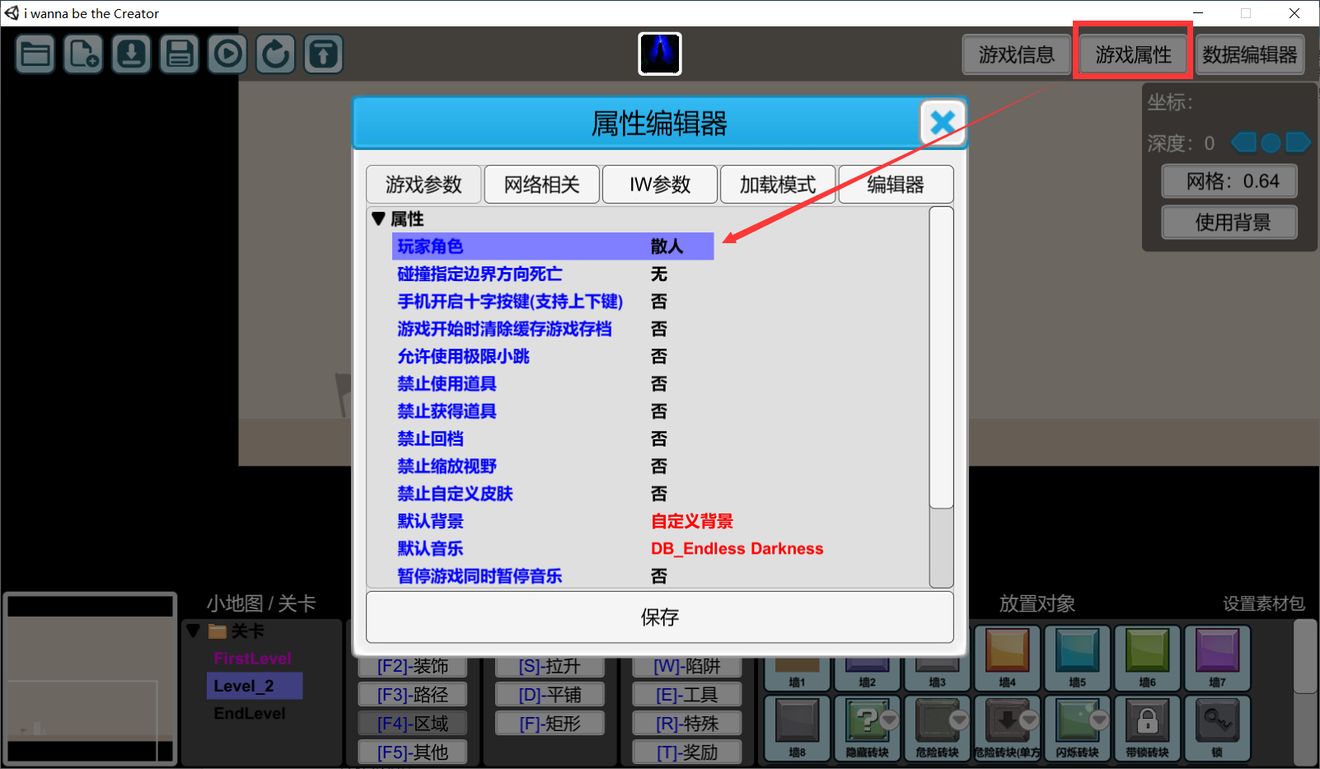 i wanna be the Creator
游戏信息
游戏属性
数据编辑器
坐标:
深度: 0
网格: 0.64
使用背景
属性编辑器
游戏参数
网络相关
IW参数
加载模式
编辑器
属性
玩家角色 散人
碰撞指定边界方向死亡 无
手机开启十字按键(支持上下键) 否
游戏开始时清除缓存游戏存档 否
允许使用极限小跳 否
禁止使用道具 否
禁止获得道具 否
禁止回档 否
禁止缩放视野 否
禁止自定义皮肤 否
默认背景 自定义背景
默认音乐 DB_Endless Darkness
暂停游戏同时暂停音乐 否
保存
小地图 / 关卡
关卡
FirstLevel
Level_2
EndLevel
[F2]-装饰
[F3]-路径
[F4]-区域
[F5]-其他
[S]-拉升
[D]-平铺
[F]-矩形
[W]-陷阱
[E]-工具
[R]-特殊
[T]-奖励
放置对象
设置素材包
墙1
墙2
墙3
墙4
墙5
墙6
墙7
墙8
隐藏砖块
危险砖块
危险砖块(单方
闪烁砖块
带锁砖块
锁